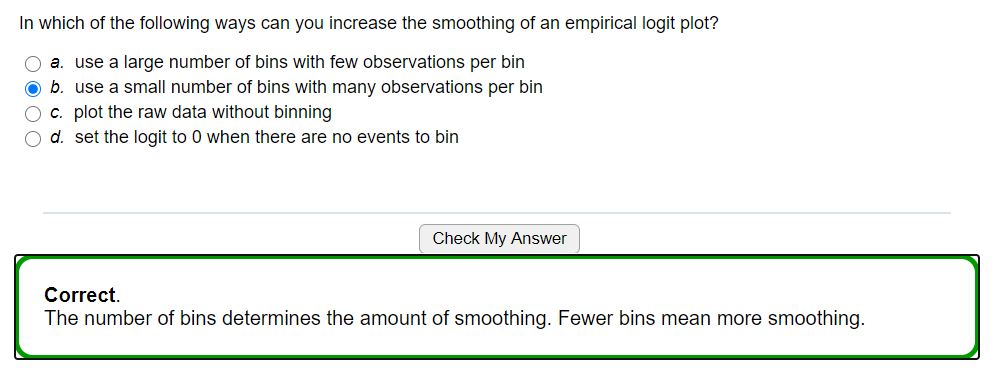 In which of the following ways can you increase the smoothing of an empirical logit plot?
a. use a large number of bins with few observations per bin
b. use a small number of bins with many observations per bin
c. plot the raw data without binning
d. set the logit to 0 when there are no events to bin
Check My Answer
Correct.
The number of bins determines the amount of smoothing. Fewer bins mean more smoothing.